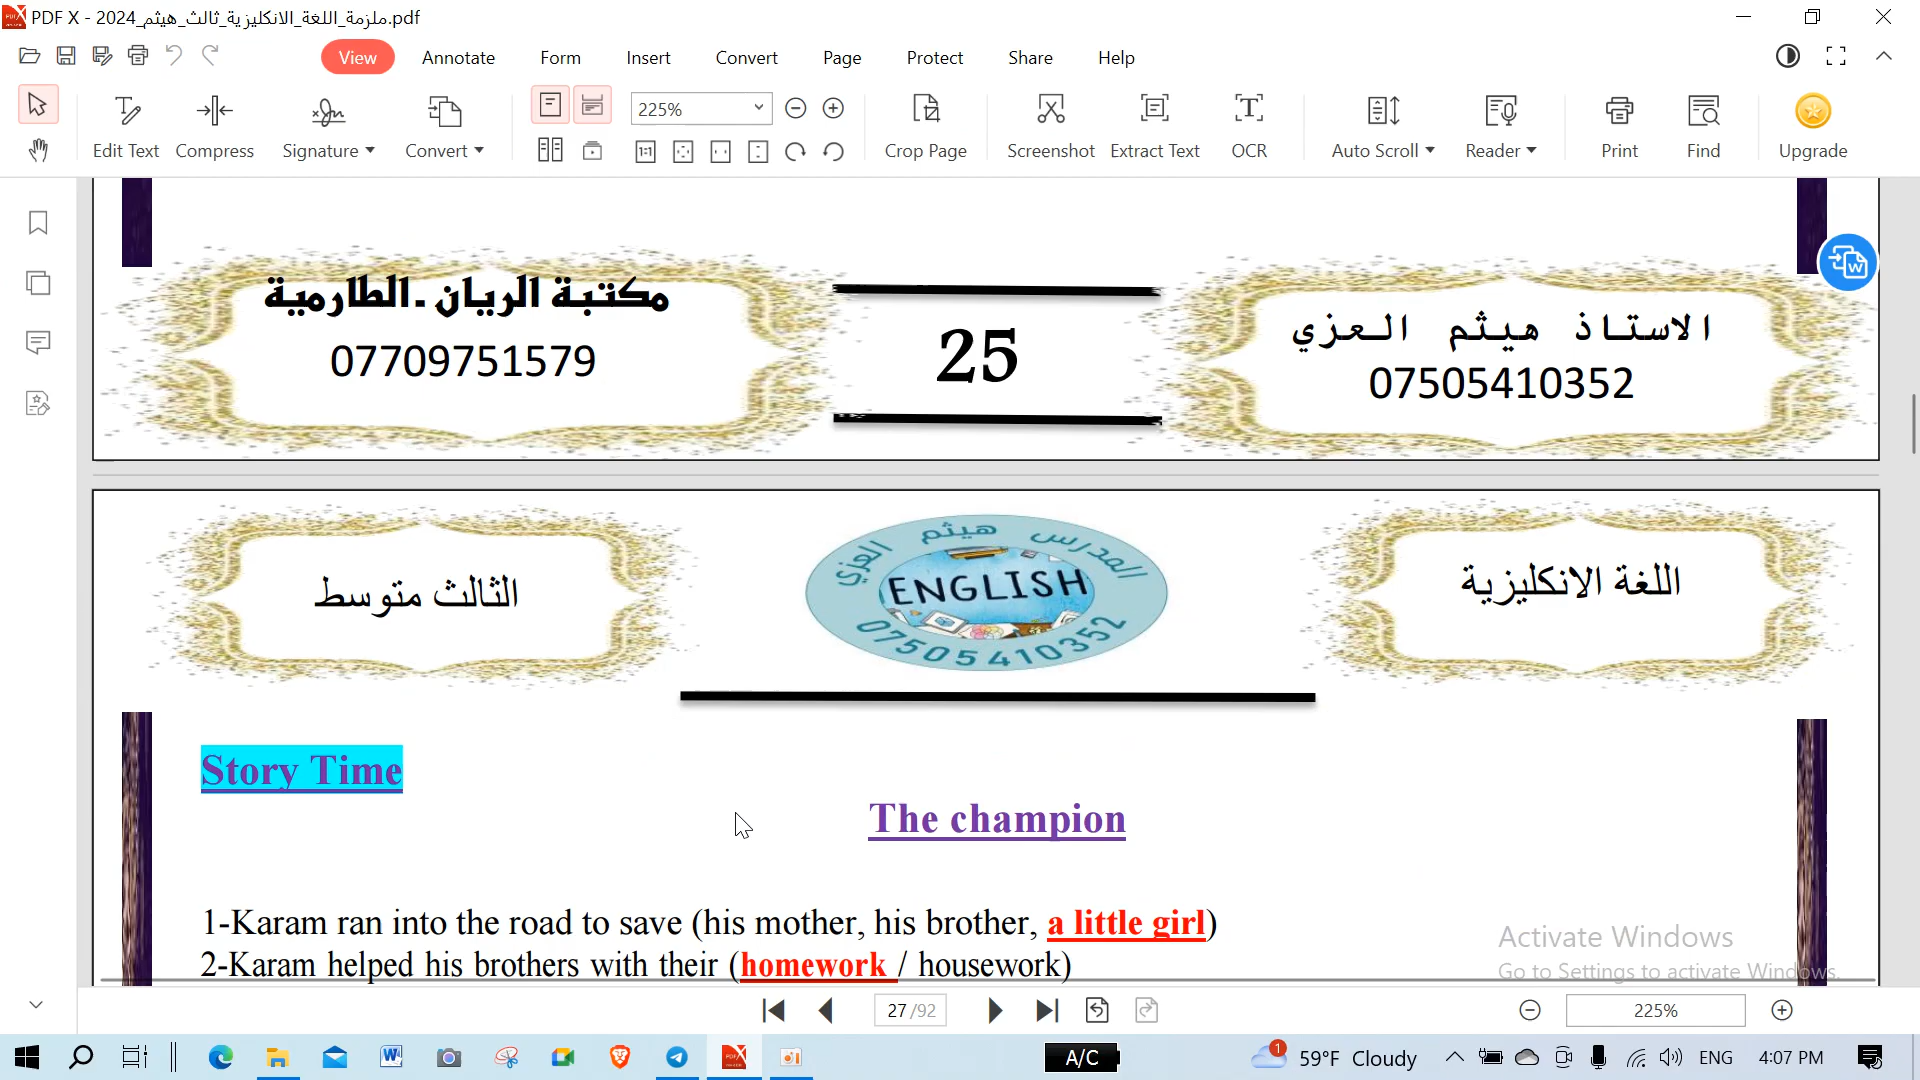 PDF X - ملزمة_اللغة_الانكليزية_ثالث_هيثم_2024.pdf
View Annotate Form Insert Convert Page Protect Share Help
225%
Edit Text Compress Signature Convert Crop Page Screenshot Extract Text OCR Auto Scroll Reader Print Find Upgrade
مكتبة الريان - الطارمية
07709751579
25
الاستاذ هيثم العزي
07505410352
الثالث متوسط
المدرس هيثم العزي
ENGLISH
07505410352
اللغة الانكليزية
Story Time
The champion
1-Karam ran into the road to save (his mother, his brother, a little girl)
2-Karam helped his brothers with their (homework / housework)
Activate Windows
Go to Settings to activate Windows.
27 /92
225%
A/C
1
59°F Cloudy
ENG
4:07 PM